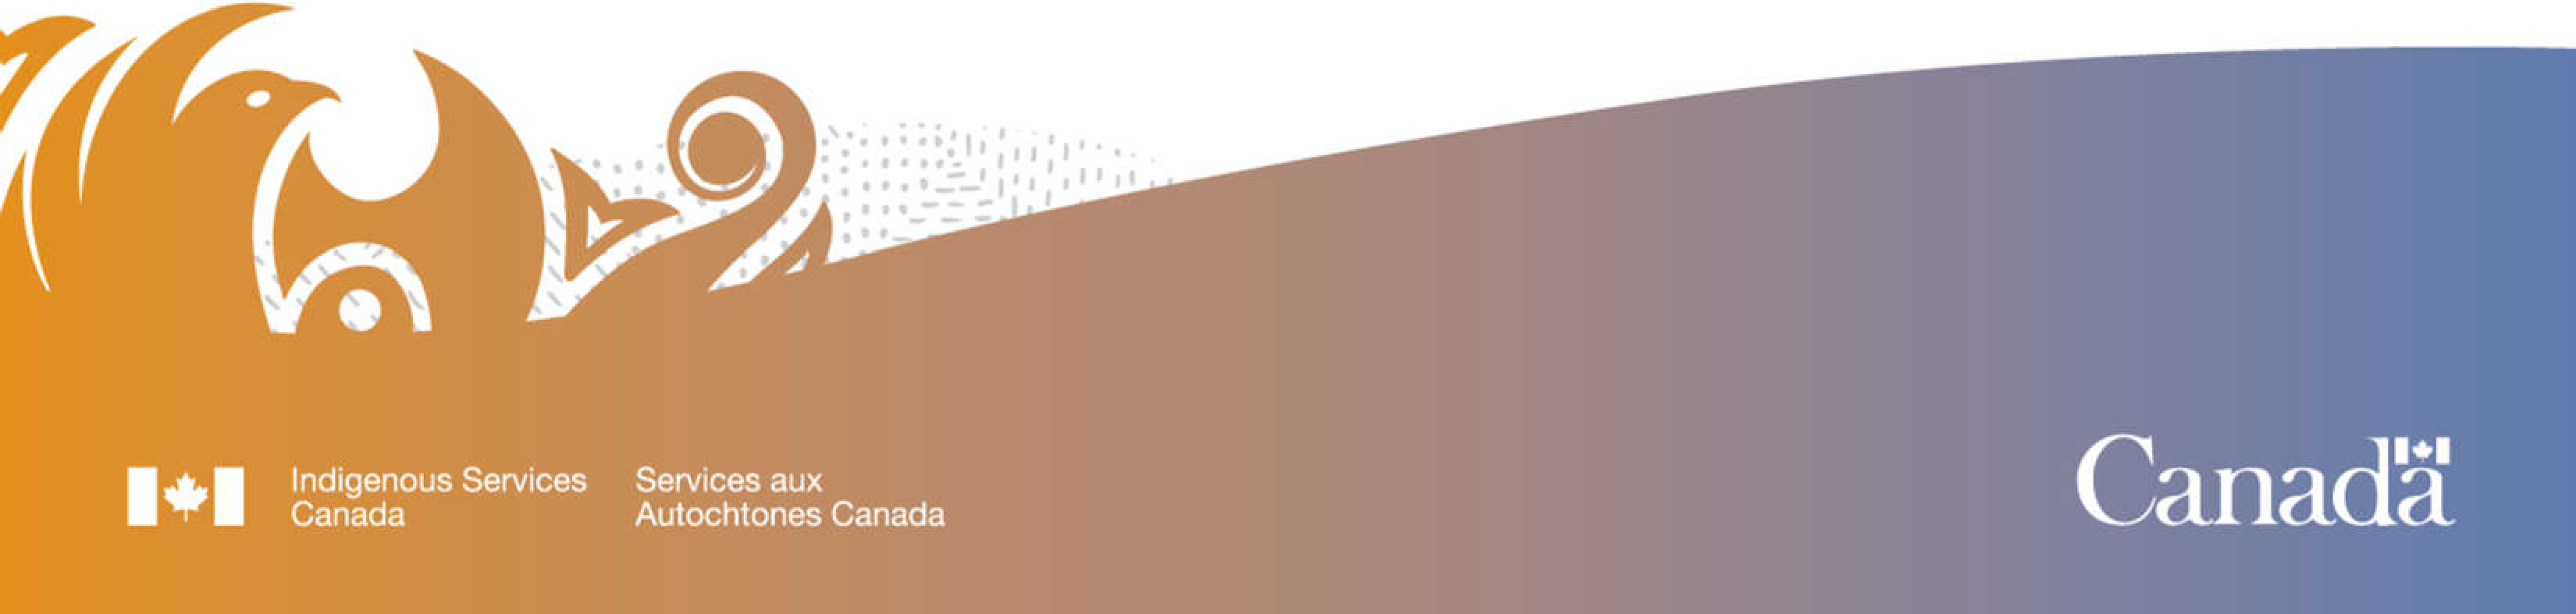 Indigenous Services
Canada
Services aux
Autochtones Canada
Canada